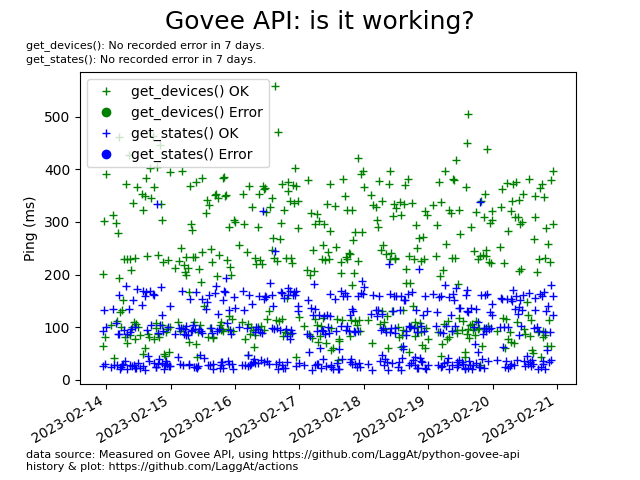 Govee API: is it working?
get_devices(): No recorded error in 7 days.
get_states(): No recorded error in 7 days.
get_devices() OK
get_devices() Error
get_states() OK
get_states() Error
Ping (ms)
500
400
300
200
100
0
2023-02-14
2023-02-15
2023-02-16
2023-02-17
2023-02-18
2023-02-19
2023-02-20
2023-02-21
data source: Measured on Govee API, using https://github.com/LaggAt/python-govee-api
history & plot: https://github.com/LaggAt/actions